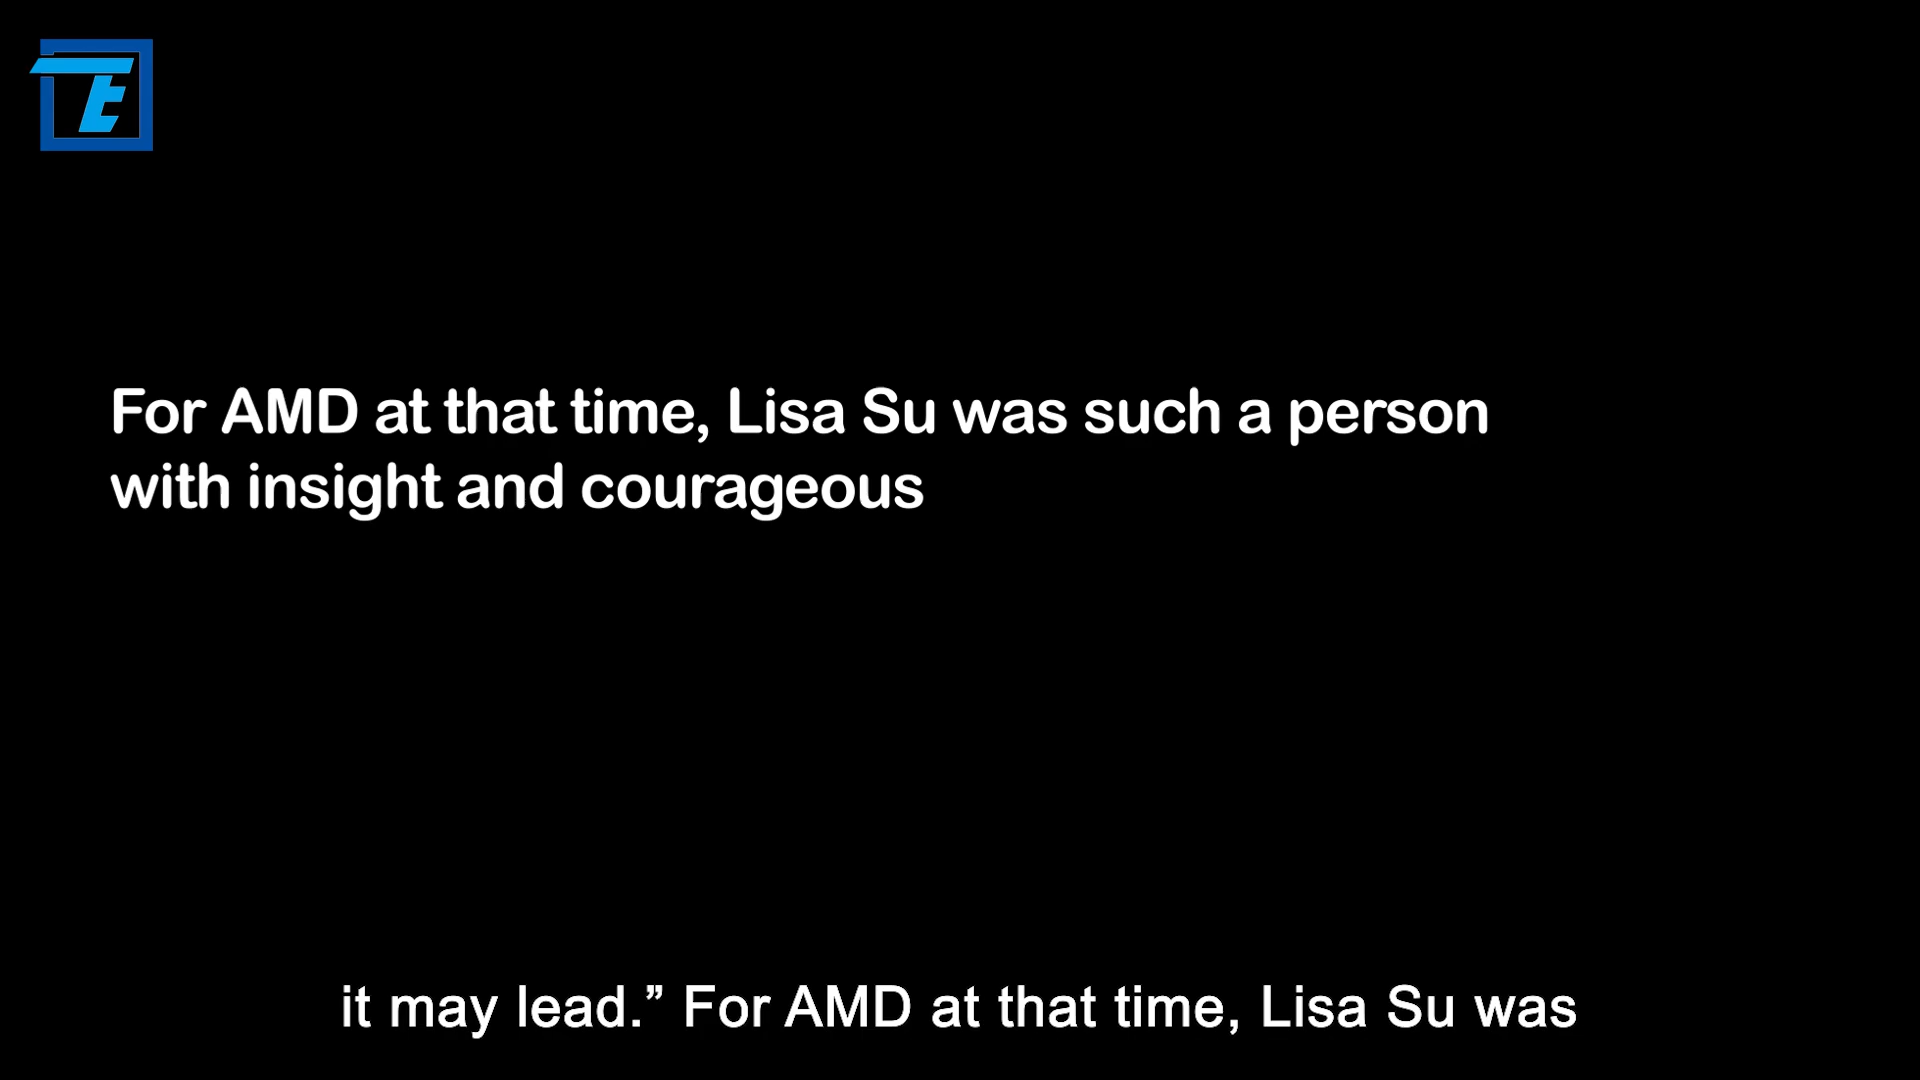 For AMD at that time, Lisa Su was such a person
with insight and courageous
it may lead.” For AMD at that time, Lisa Su was